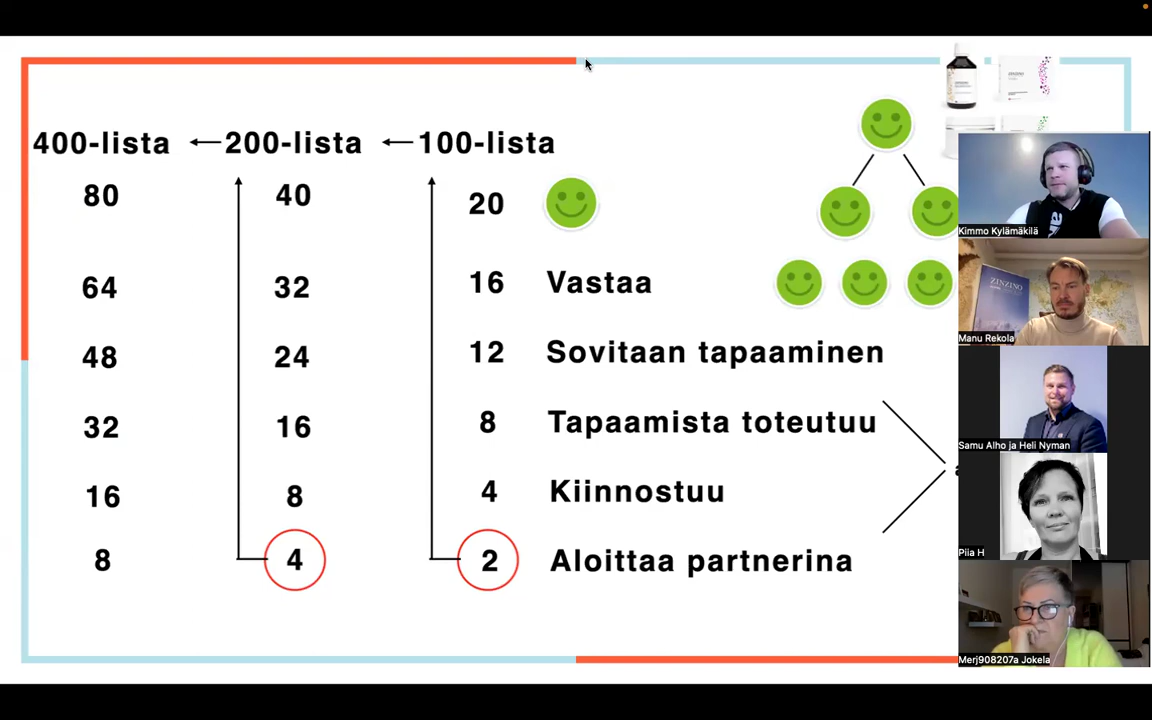 400-lista
200-lista
100-lista
80
40
20
64
32
16
Vastaa
48
24
12
Sovitaan tapaaminen
32
16
8
Tapaamista toteutuu
16
8
4
Kiinnostuu
8
4
2
Aloittaa partnerina
Kimmo Kylämäkilä
ZINZINO
Manu Rekola
Samu Alho ja Heli Nyman
Piia H
Merj908207a Jokela